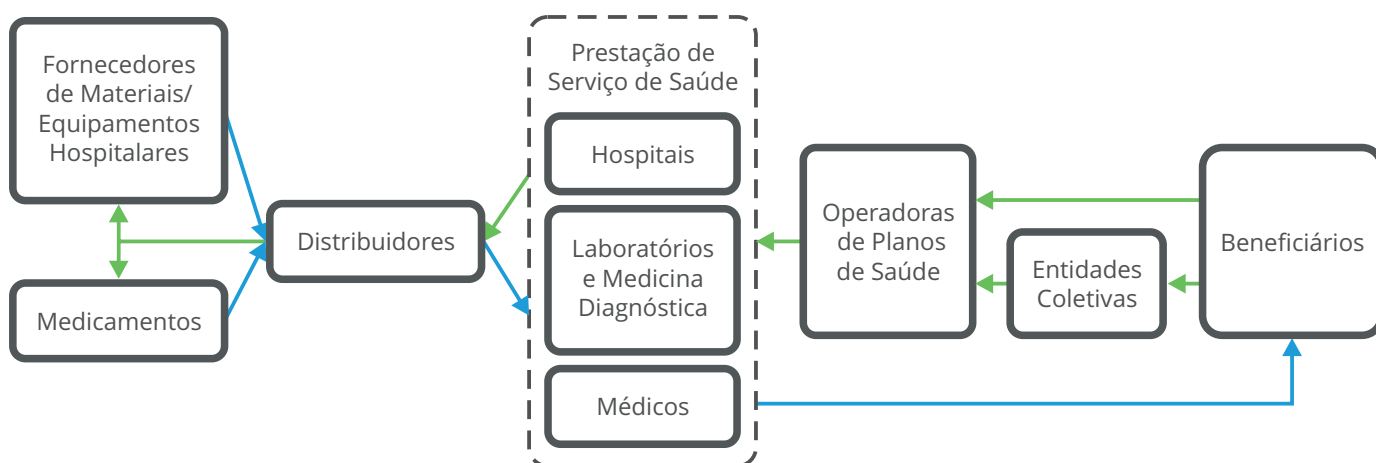 Fornecedores
de Materiais/
Equipamentos
Hospitalares
Medicamentos
Distribuidores
Prestação de
Serviço de Saúde
Hospitais
Laboratórios
e Medicina
Diagnóstica
Médicos
Operadoras
de Planos
de Saúde
Entidades
Coletivas
Beneficiários